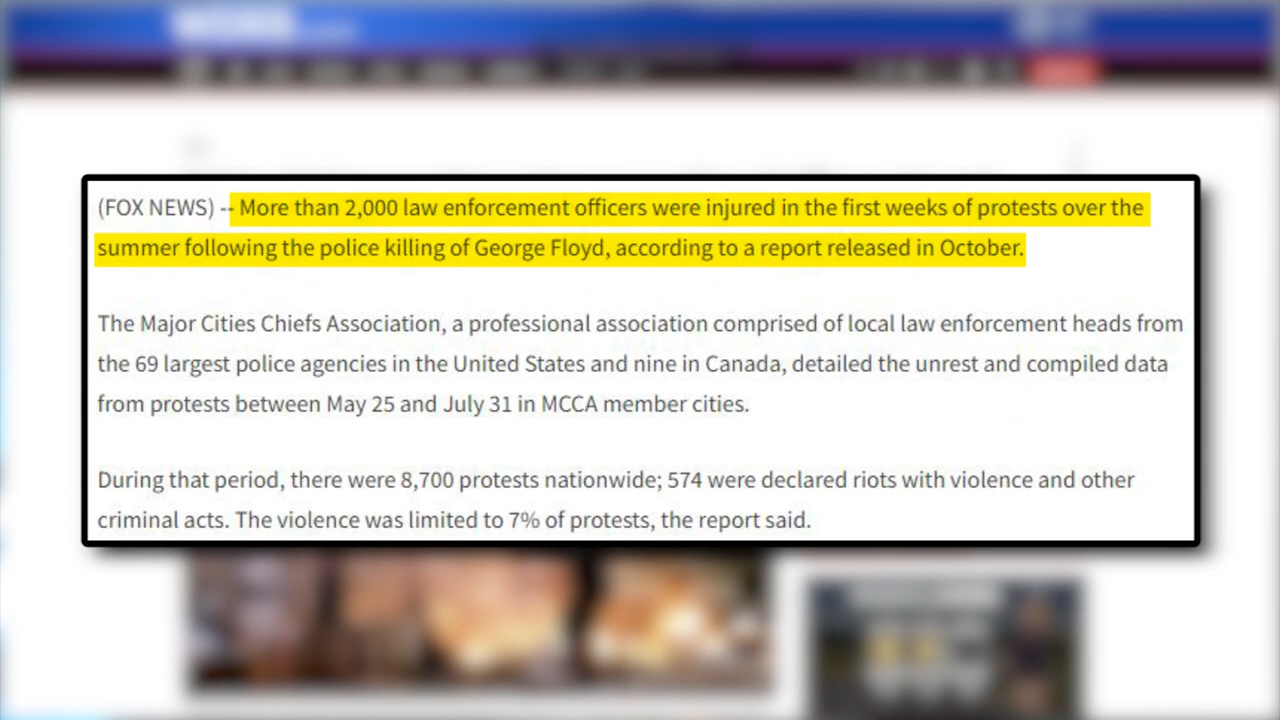 (FOX NEWS) -- More than 2,000 law enforcement officers were injured in the first weeks of protests over the
summer following the police killing of George Floyd, according to a report released in October.
The Major Cities Chiefs Association, a professional association comprised of local law enforcement heads from
the 69 largest police agencies in the United States and nine in Canada, detailed the unrest and compiled data
from protests between May 25 and July 31 in MCCA member cities.
During that period, there were 8,700 protests nationwide; 574 were declared riots with violence and other
criminal acts. The violence was limited to 7% of protests, the report said.